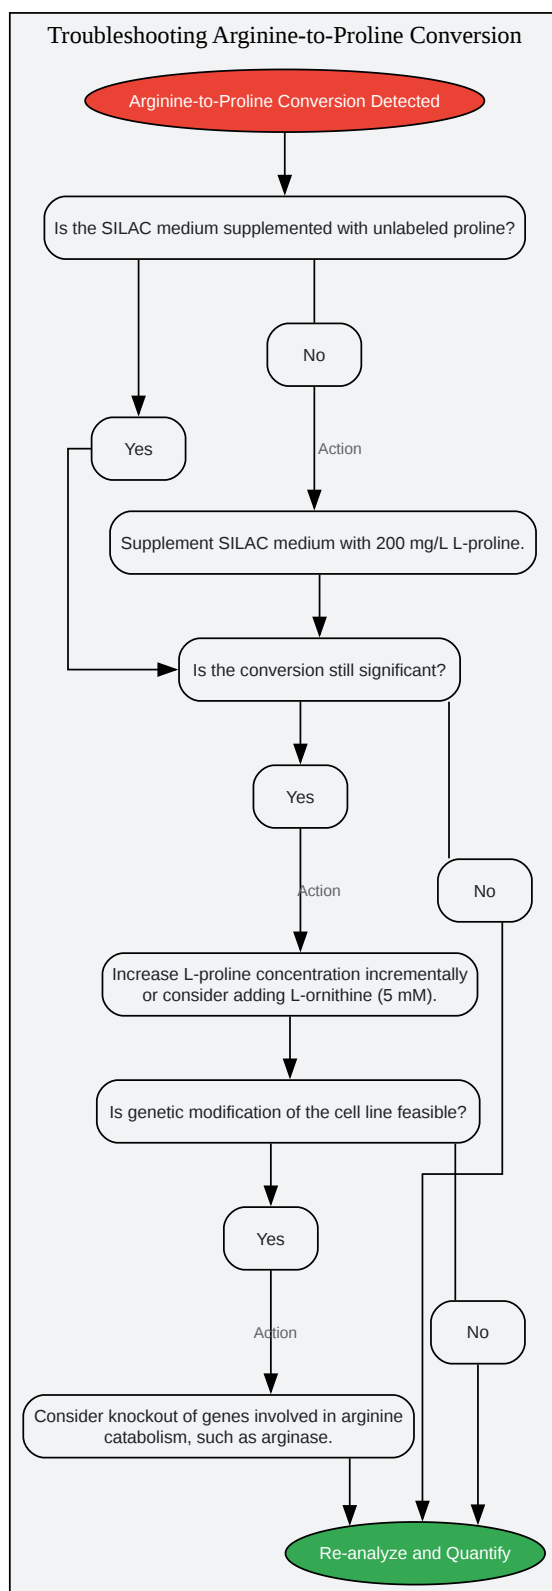 Troubleshooting Arginine-to-Proline Conversion
Arginine-to-Proline Conversion Detected
Is the SILAC medium supplemented with unlabeled proline?
No
Yes
Action
Supplement SILAC medium with 200 mg/L L-proline.
Is the conversion still significant?
Yes
No
Action
Increase L-proline concentration incrementally
or consider adding L-ornithine (5 mM).
Is genetic modification of the cell line feasible?
Yes
No
Action
Consider knockout of genes involved in arginine
catabolism, such as arginase.
Re-analyze and Quantify